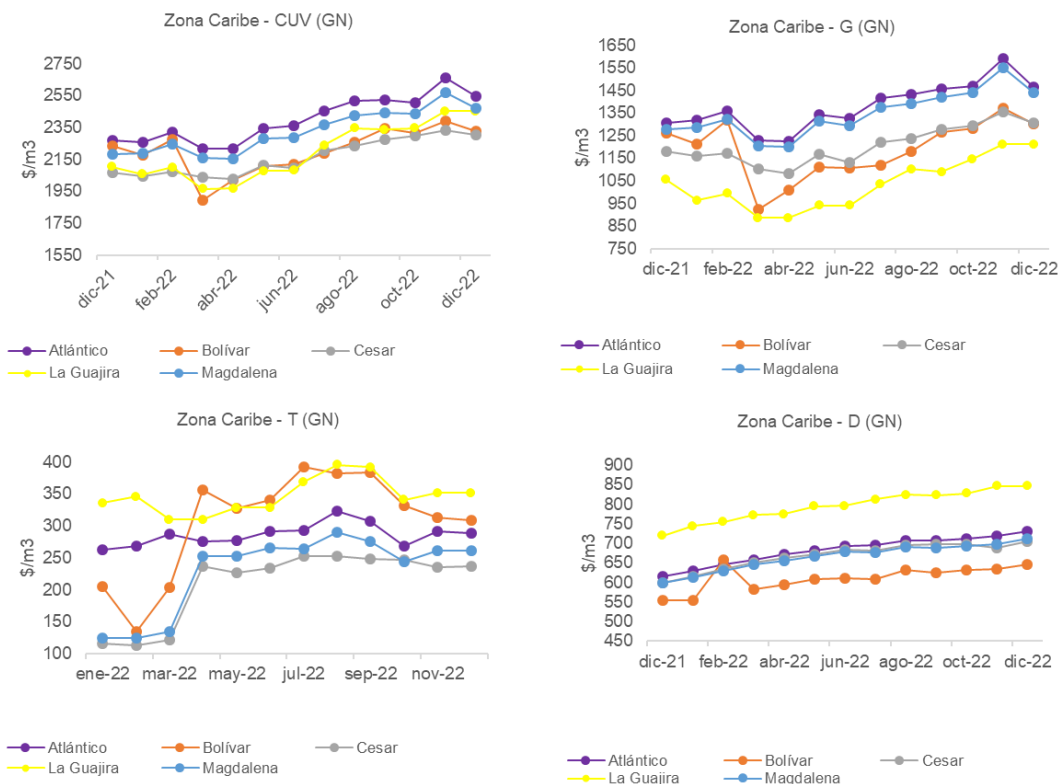 Zona Caribe - CUV (GN)
$/m3
2750
2550
2350
2150
1950
1750
1550
dic-21 feb-22 abr-22 jun-22 ago-22 oct-22 dic-22
Atlántico Bolívar Cesar
La Guajira Magdalena
Zona Caribe - G (GN)
$/m3
1650
1550
1450
1350
1250
1150
1050
950
850
750
dic-21 feb-22 abr-22 jun-22 ago-22 oct-22 dic-22
Atlántico Bolívar Cesar
La Guajira Magdalena
Zona Caribe - T (GN)
$/m3
400
350
300
250
200
150
100
ene-22 mar-22 may-22 jul-22 sep-22 nov-22
Atlántico Bolívar Cesar
La Guajira Magdalena
Zona Caribe - D (GN)
$/m3
900
850
800
750
700
650
600
550
500
450
dic-21 feb-22 abr-22 jun-22 ago-22 oct-22 dic-22
Atlántico Bolívar Cesar
La Guajira Magdalena